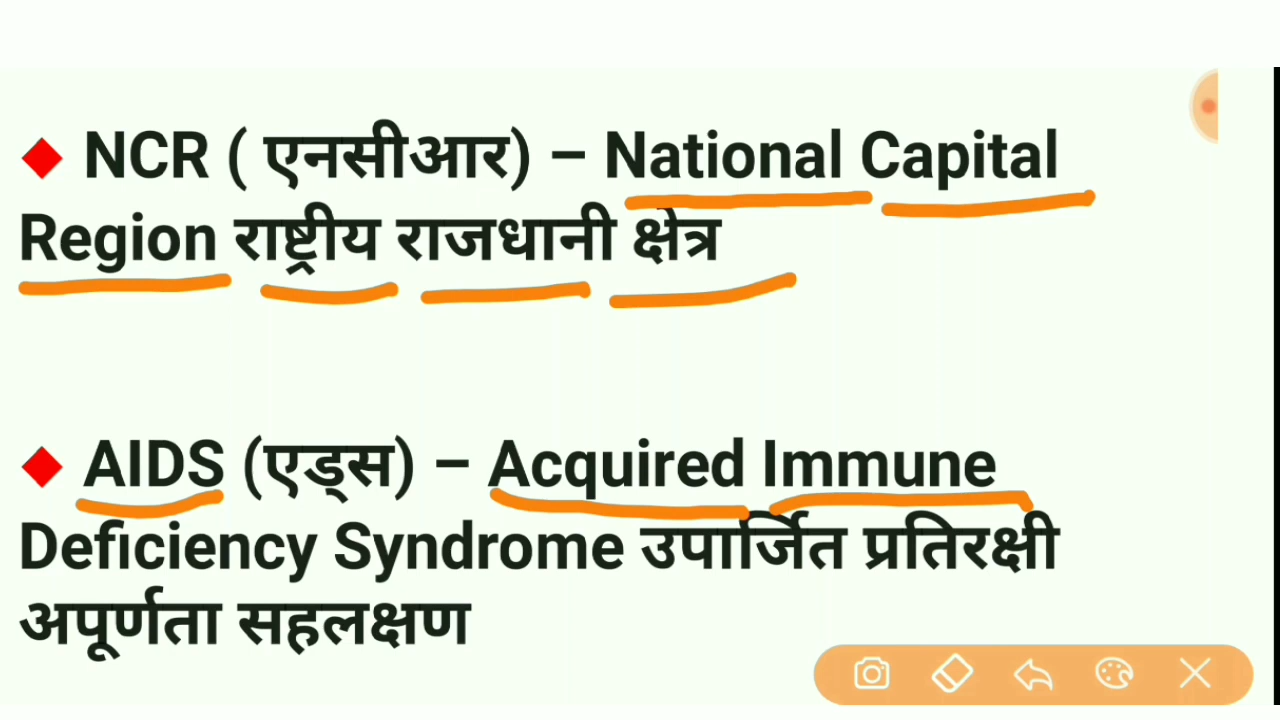 NCR ( एनसीआर) – National Capital
Region राष्ट्रीय राजधानी क्षेत्र
AIDS (एड्स) – Acquired Immune
Deficiency Syndrome उपार्जित प्रतिरक्षी
अपूर्णता सहलक्षण